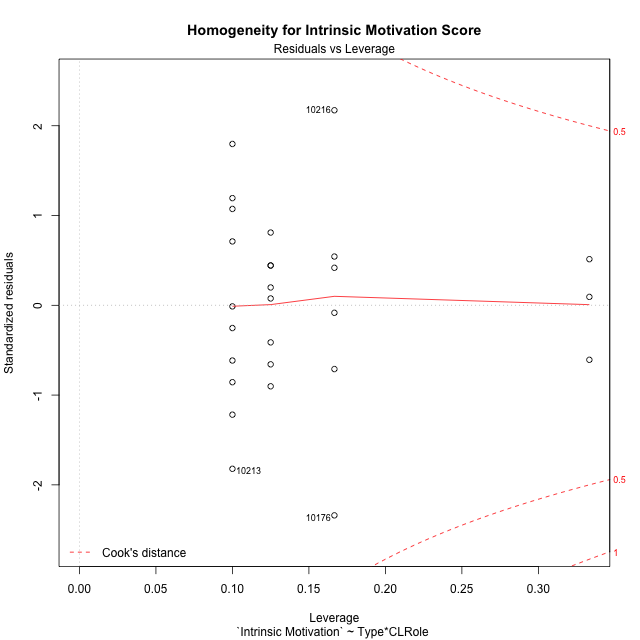 Homogeneity for Intrinsic Motivation Score
Residuals vs Leverage
Standardized residuals
2
1
0
-1
-2
10216
10213
10176
0.5
0.5
1
Cook's distance
0.00 0.05 0.10 0.15 0.20 0.25 0.30
Leverage
`Intrinsic Motivation` ~ Type*CLRole